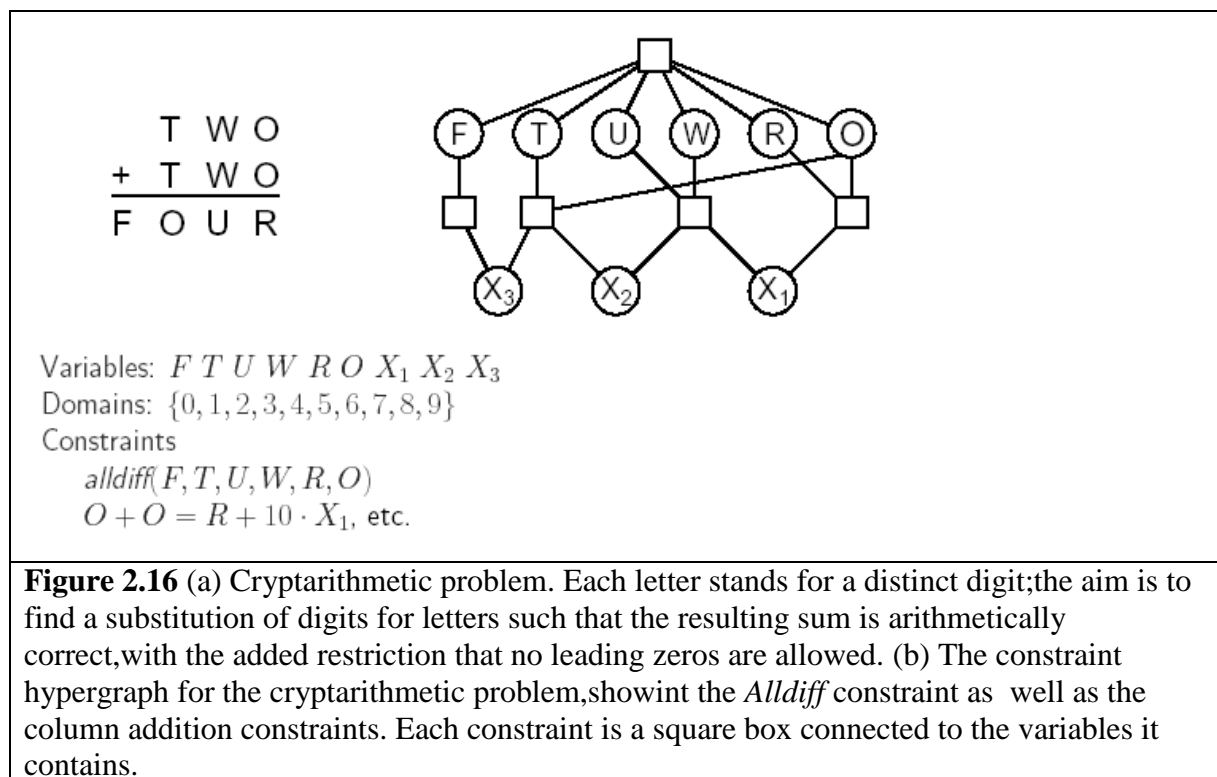 T W O
+ T W O
F O U R
F T U W R O
X₃ X₂ X₁
Variables: F T U W R O X₁ X₂ X₃
Domains: {0, 1, 2, 3, 4, 5, 6, 7, 8, 9}
Constraints
alldiff(F, T, U, W, R, O)
O + O = R + 10 · X₁, etc.
Figure 2.16 (a) Cryptarithmetic problem. Each letter stands for a distinct digit;the aim is to
find a substitution of digits for letters such that the resulting sum is arithmetically
correct,with the added restriction that no leading zeros are allowed. (b) The constraint
hypergraph for the cryptarithmetic problem,showint the Alldiff constraint as well as the
column addition constraints. Each constraint is a square box connected to the variables it
contains.